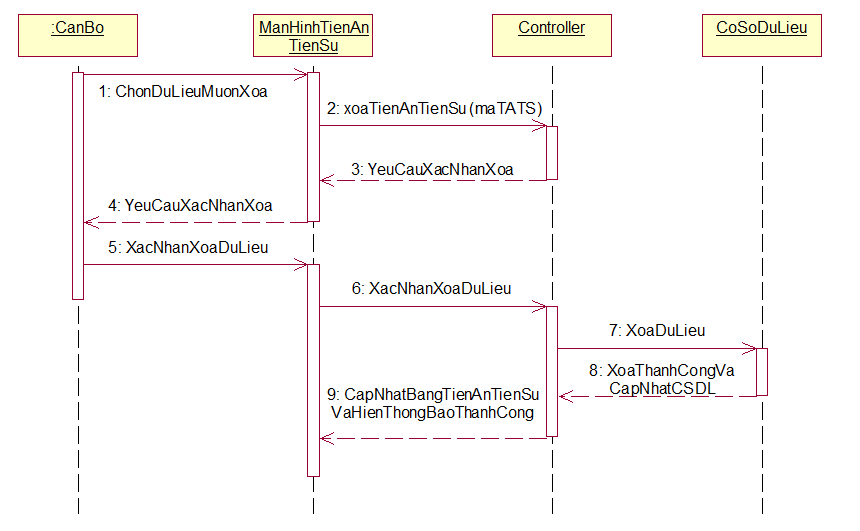 :CanBo
ManHinhTienAn
TienSu
Controller
CoSoDuLieu
1: ChonDuLieuMuonXoa
2: xoaTienAnTienSu(maTATS)
3: YeuCauXacNhanXoa
4: YeuCauXacNhanXoa
5: XacNhanXoaDuLieu
6: XacNhanXoaDuLieu
7: XoaDuLieu
8: XoaThanhCongVa
CapNhatCSDL
9: CapNhatBangTienAnTienSu
VaHienThongBaoThanhCong